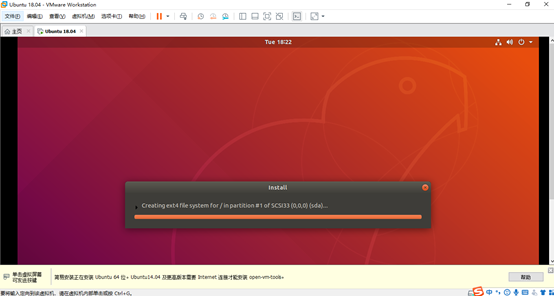 Ubuntu 18.04 - VMware Workstation
文件(F) 编辑(E) 查看(V) 虚拟机(M) 选项卡(T) 帮助(H)
主页 Ubuntu 18.04
Tue 18:22
Install
Creating ext4 file system for / in partition #1 of SCSI33 (0,0,0) (sda)...
单击虚拟屏幕
可发送按键
简易安装正在安装 Ubuntu 64 位。Ubuntu14.04 及更高版本需要 Internet 连接才能安装 open-vm-tools。
帮助
要将输入定向到该虚拟机，请在虚拟机内部单击或按 Ctrl+G。
中